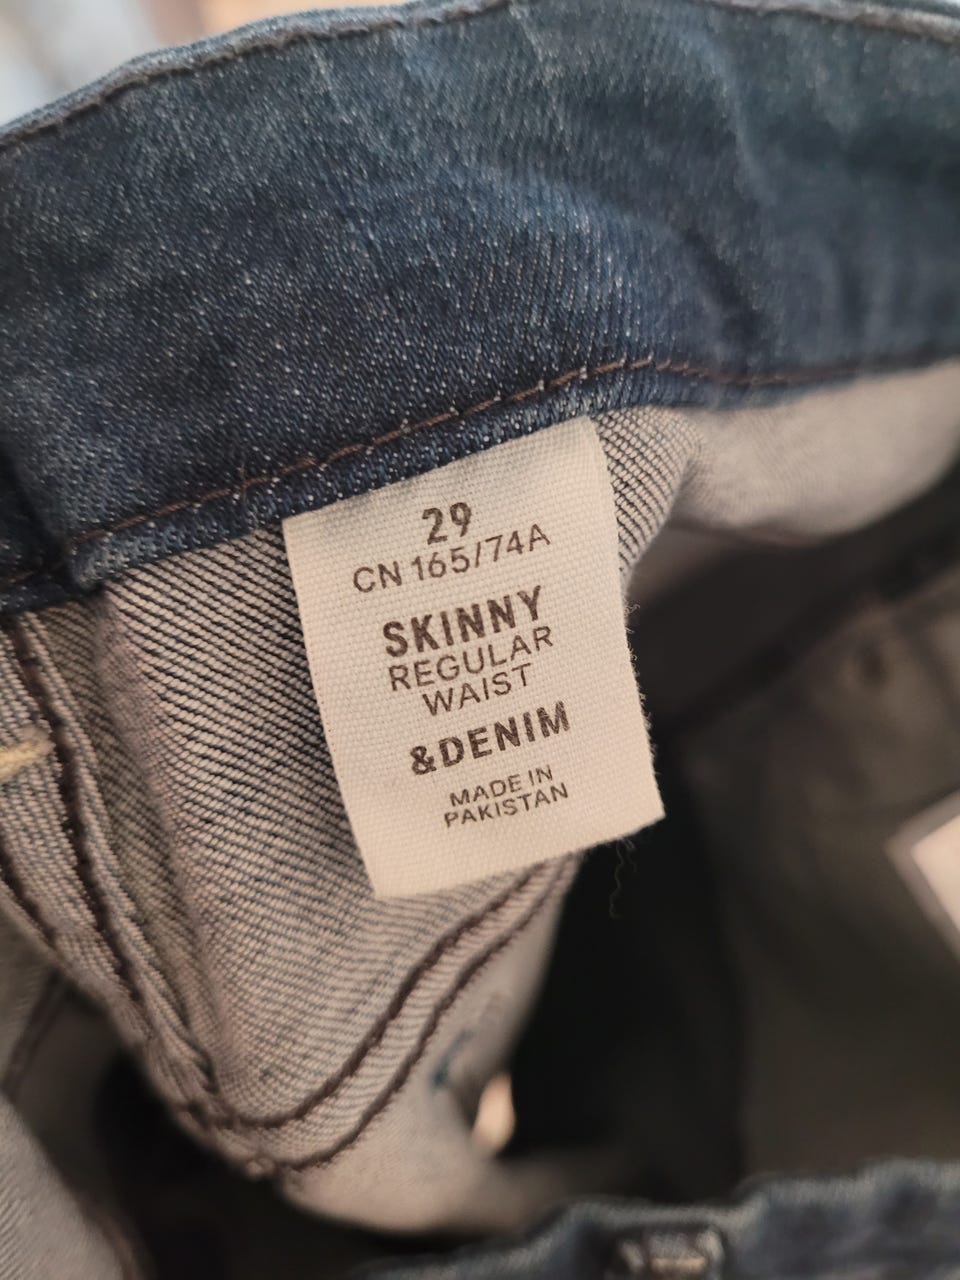 29
CN 165/74A
SKINNY
REGULAR
WAIST
&DENIM
MADE IN
PAKISTAN